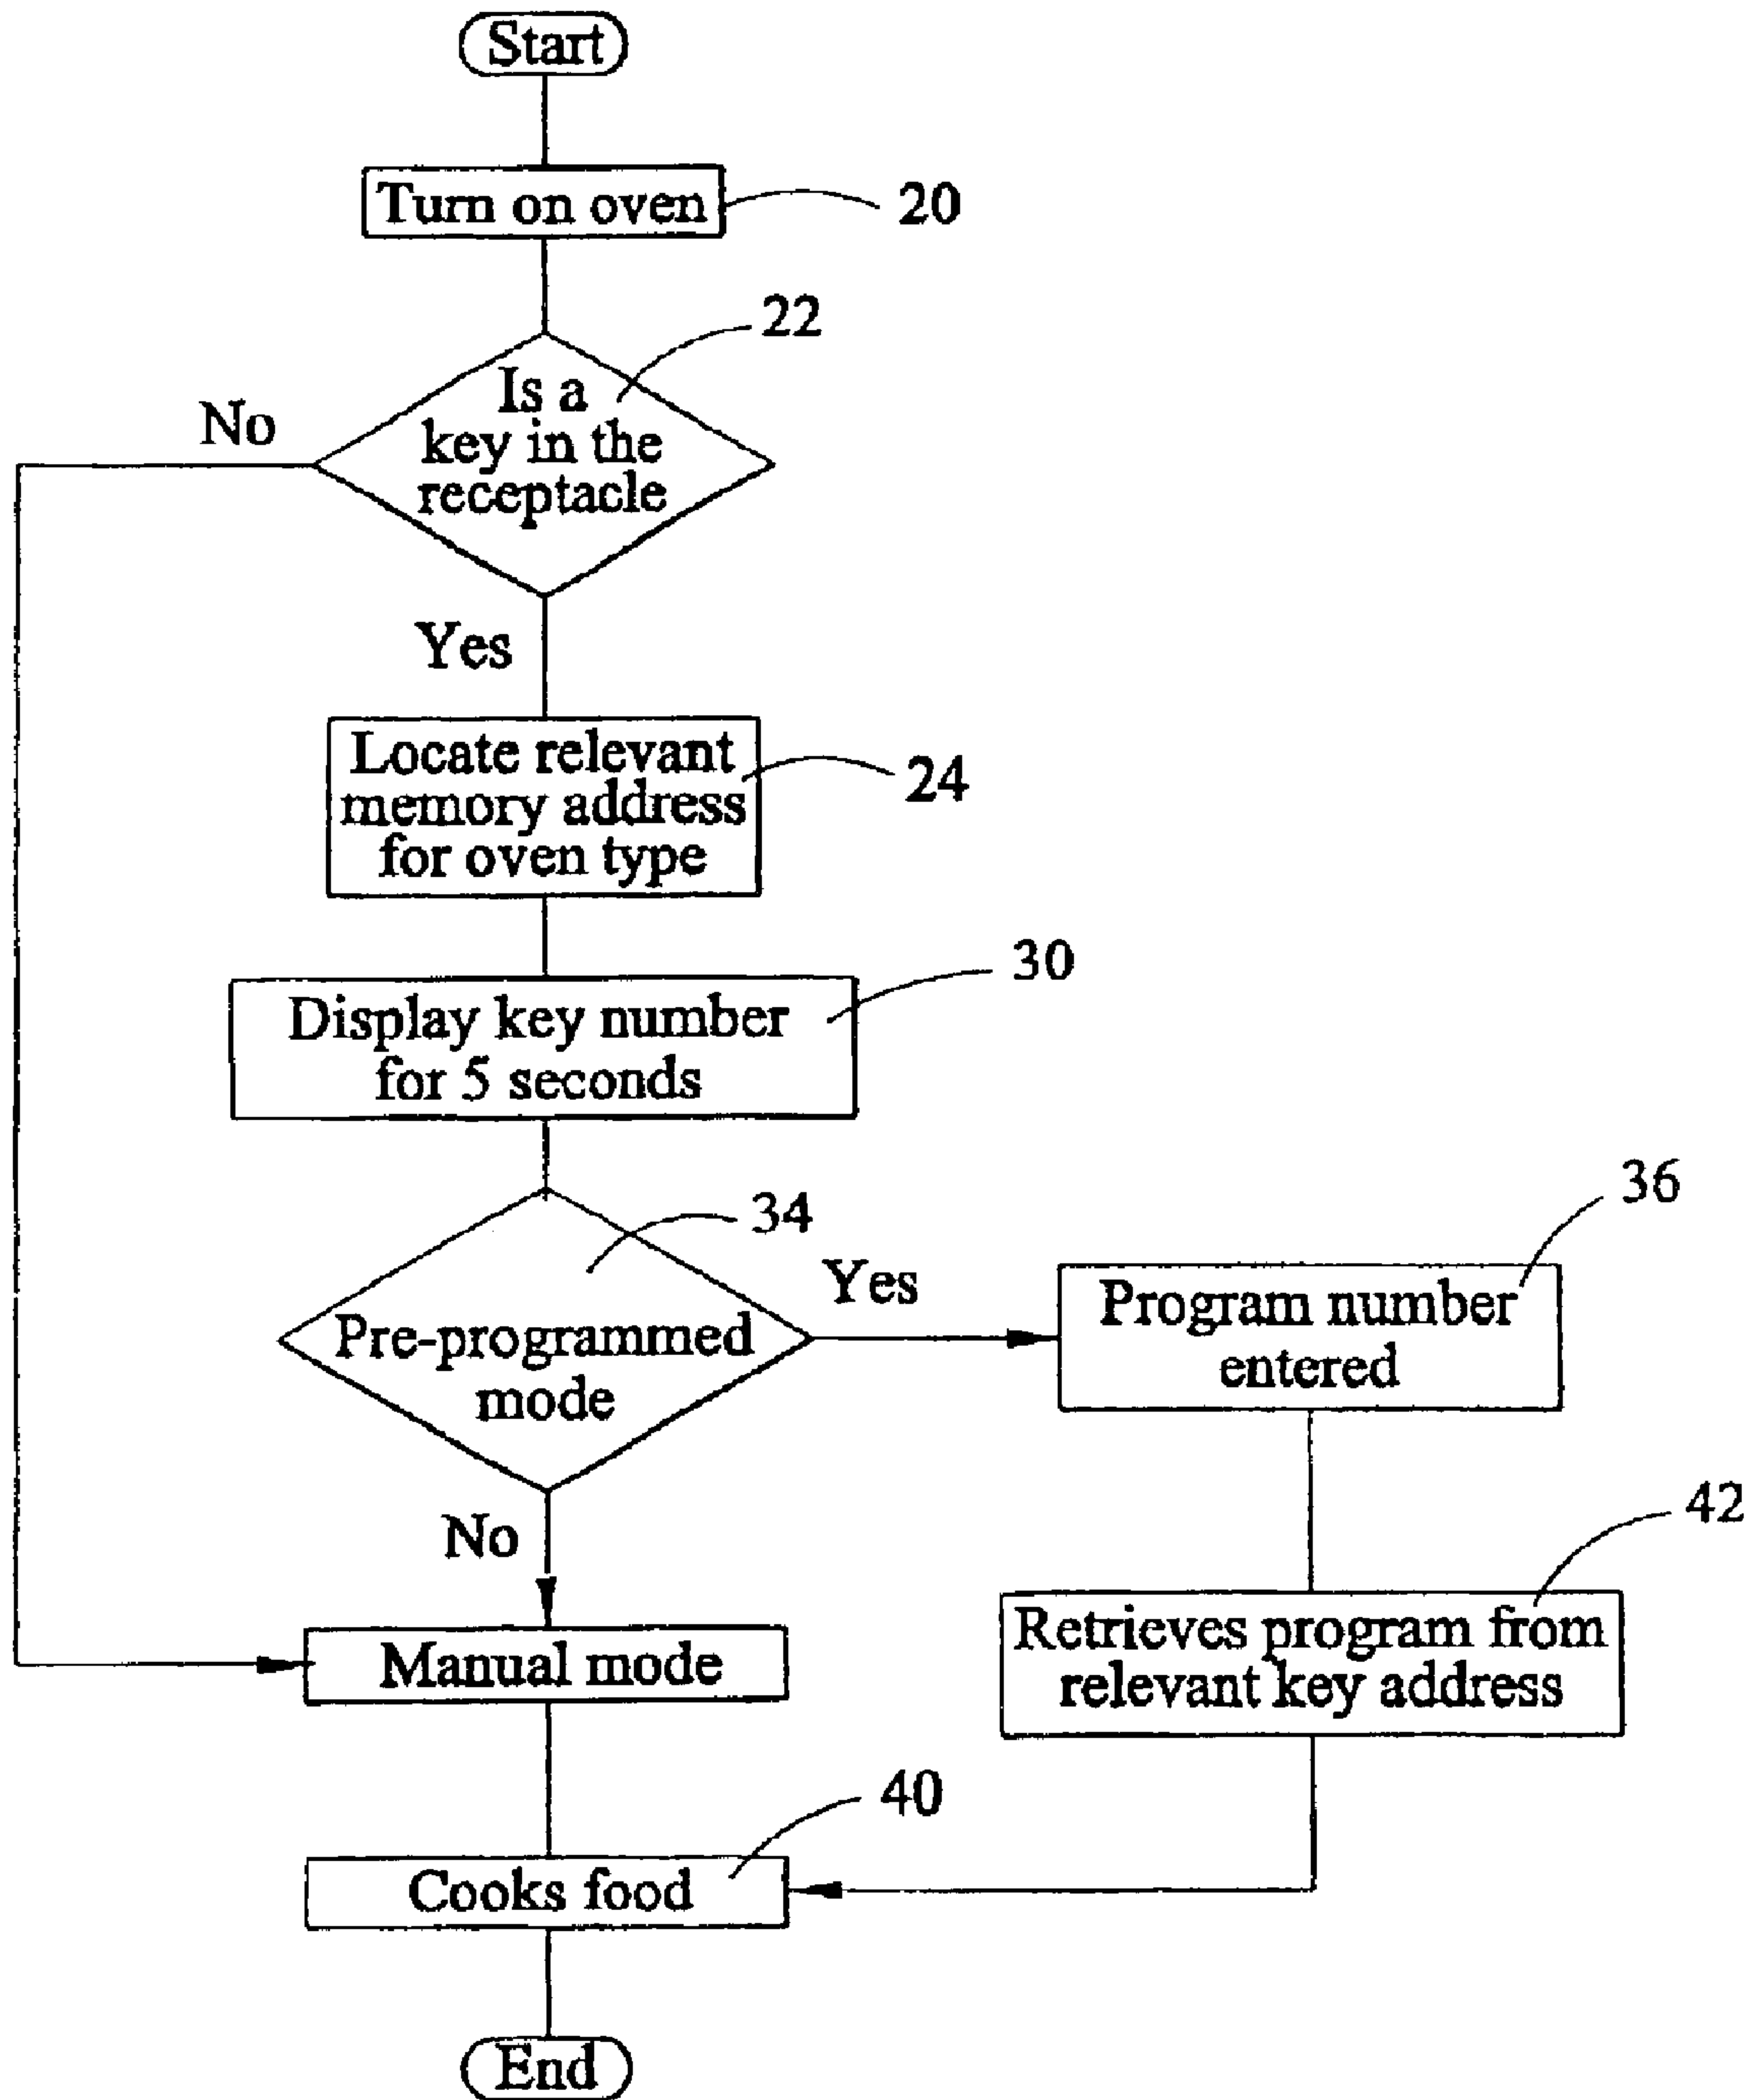 Start
Turn on oven
20
22
Is a
key in the
receptacle
No
Yes
Locate relevant
memory address
for oven type
24
30
Display key number
for 5 seconds
34
Pre-programmed
mode
Yes
36
Program number
entered
No
42
Retrieves program from
relevant key address
Manual mode
40
Cooks food
End